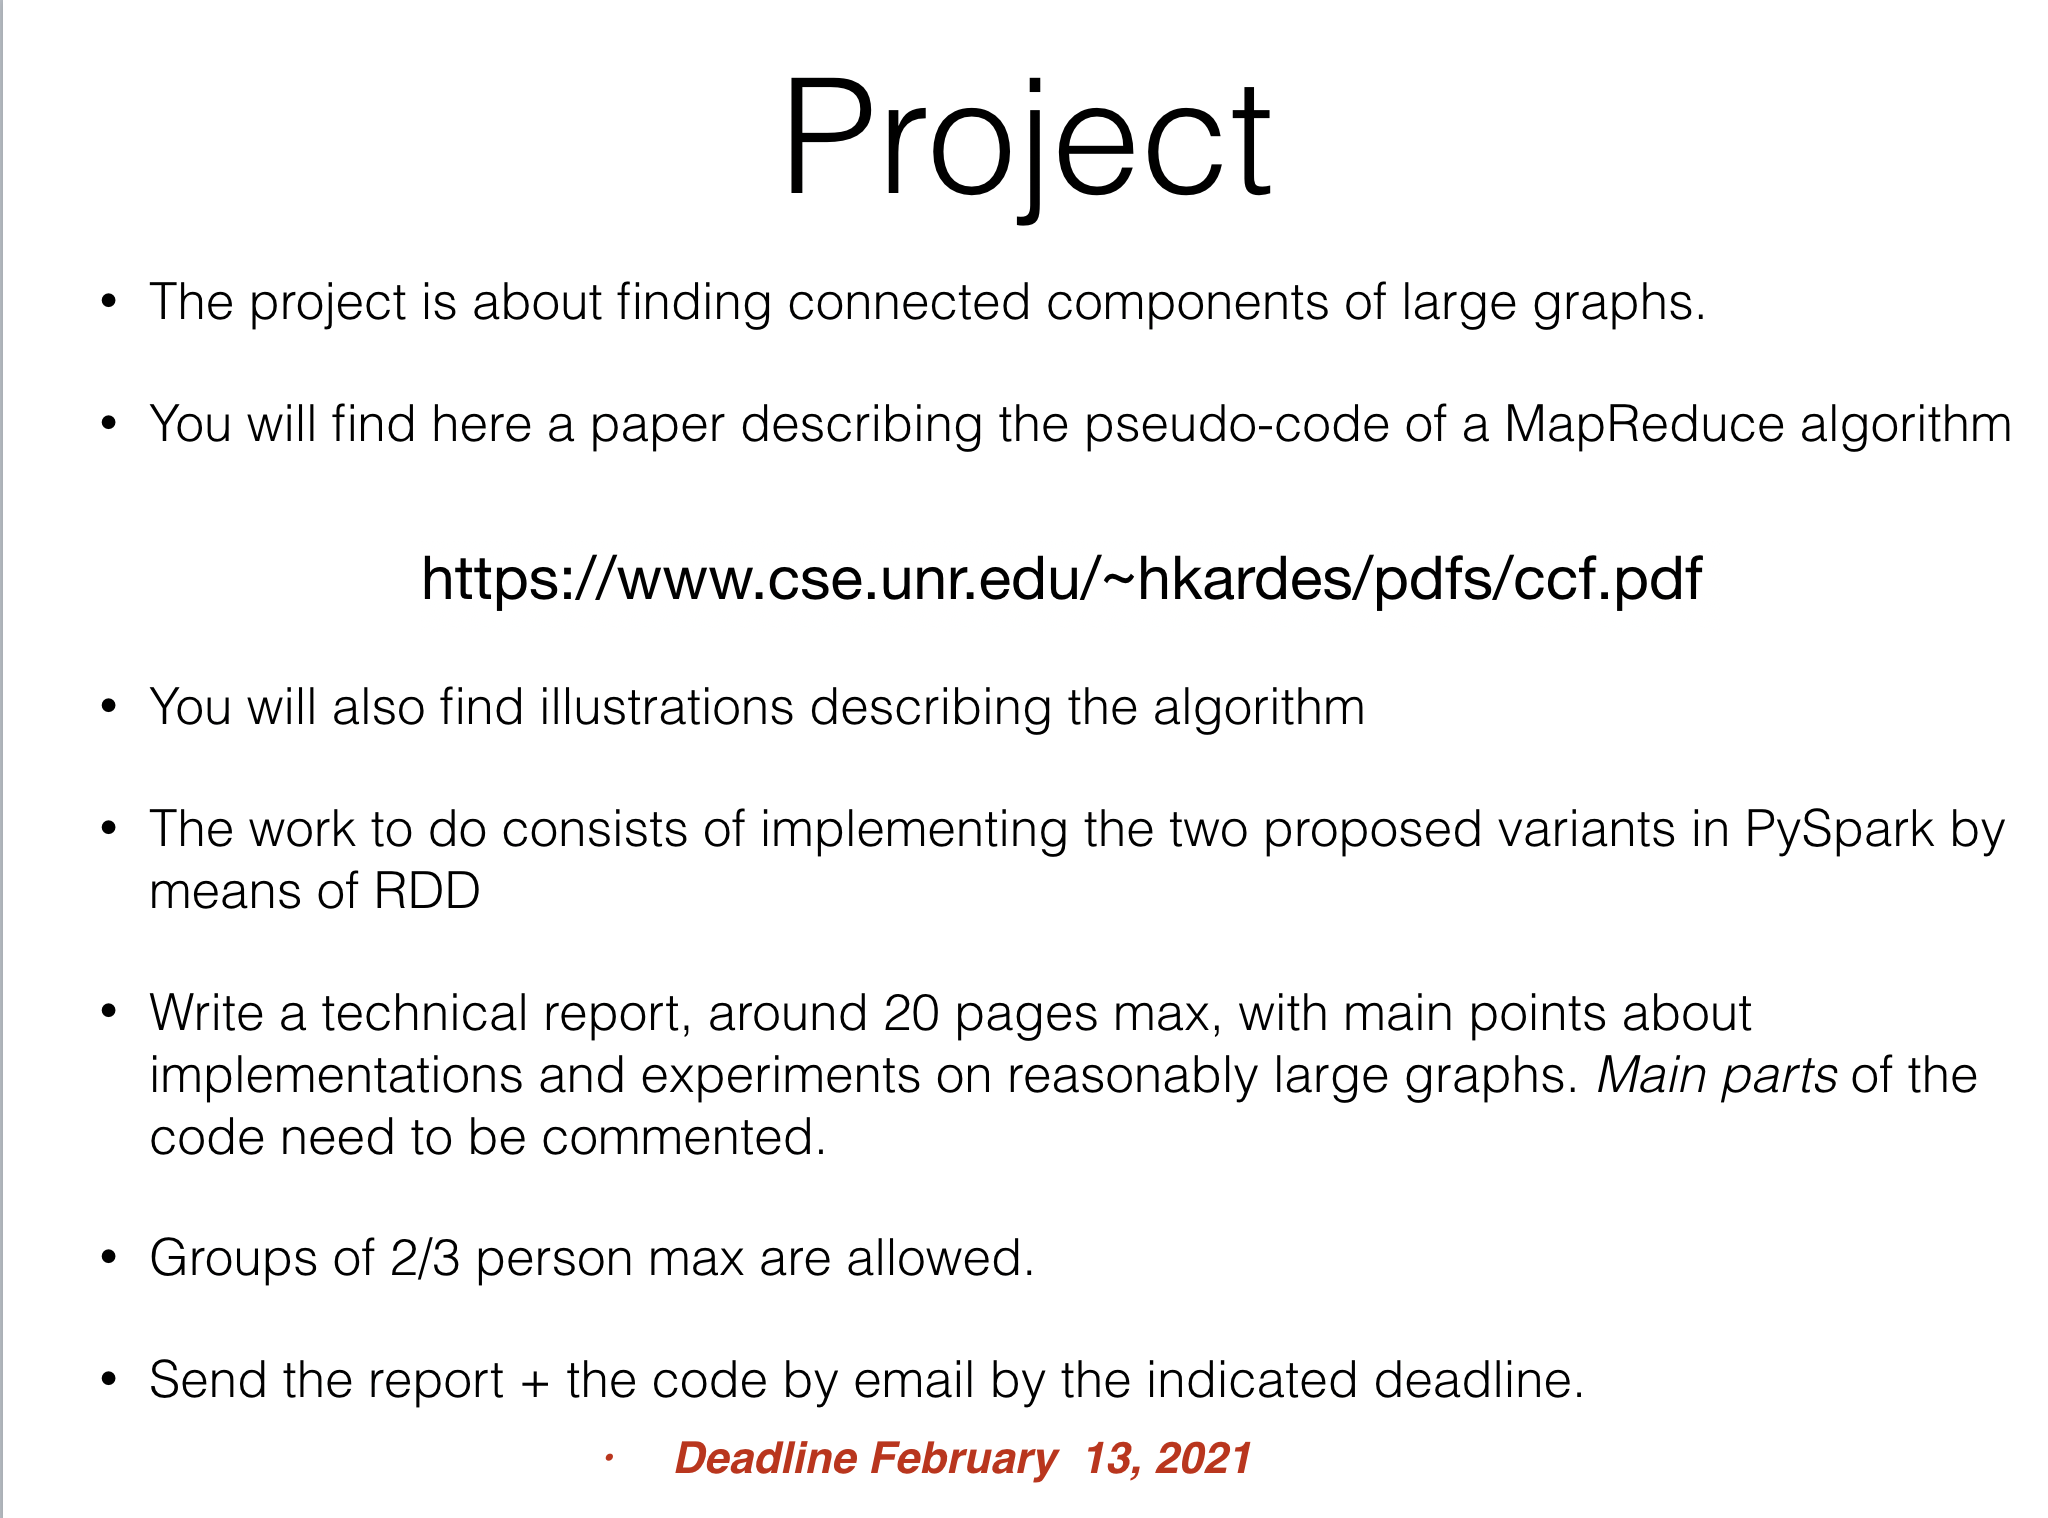 Project
• The project is about finding connected components of large graphs.
• You will find here a paper describing the pseudo-code of a MapReduce algorithm
https://www.cse.unr.edu/~hkardes/pdfs/ccf.pdf
• You will also find illustrations describing the algorithm
• The work to do consists of implementing the two proposed variants in PySpark by
means of RDD
• Write a technical report, around 20 pages max, with main points about
implementations and experiments on reasonably large graphs. Main parts of the
code need to be commented.
• Groups of 2/3 person max are allowed.
• Send the report + the code by email by the indicated deadline.
• Deadline February 13, 2021